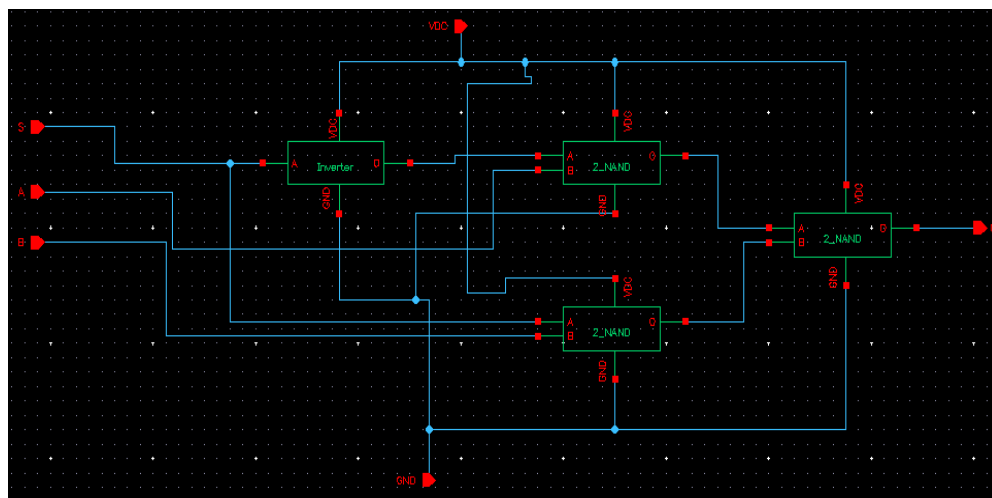 VDC
S
VDC
VDC
A Inverter O
A 2_NAND O
B
A
GND
VDC
GND
B
A 2_NAND O
B
GND
VDC
A 2_NAND O
B
GND
GND